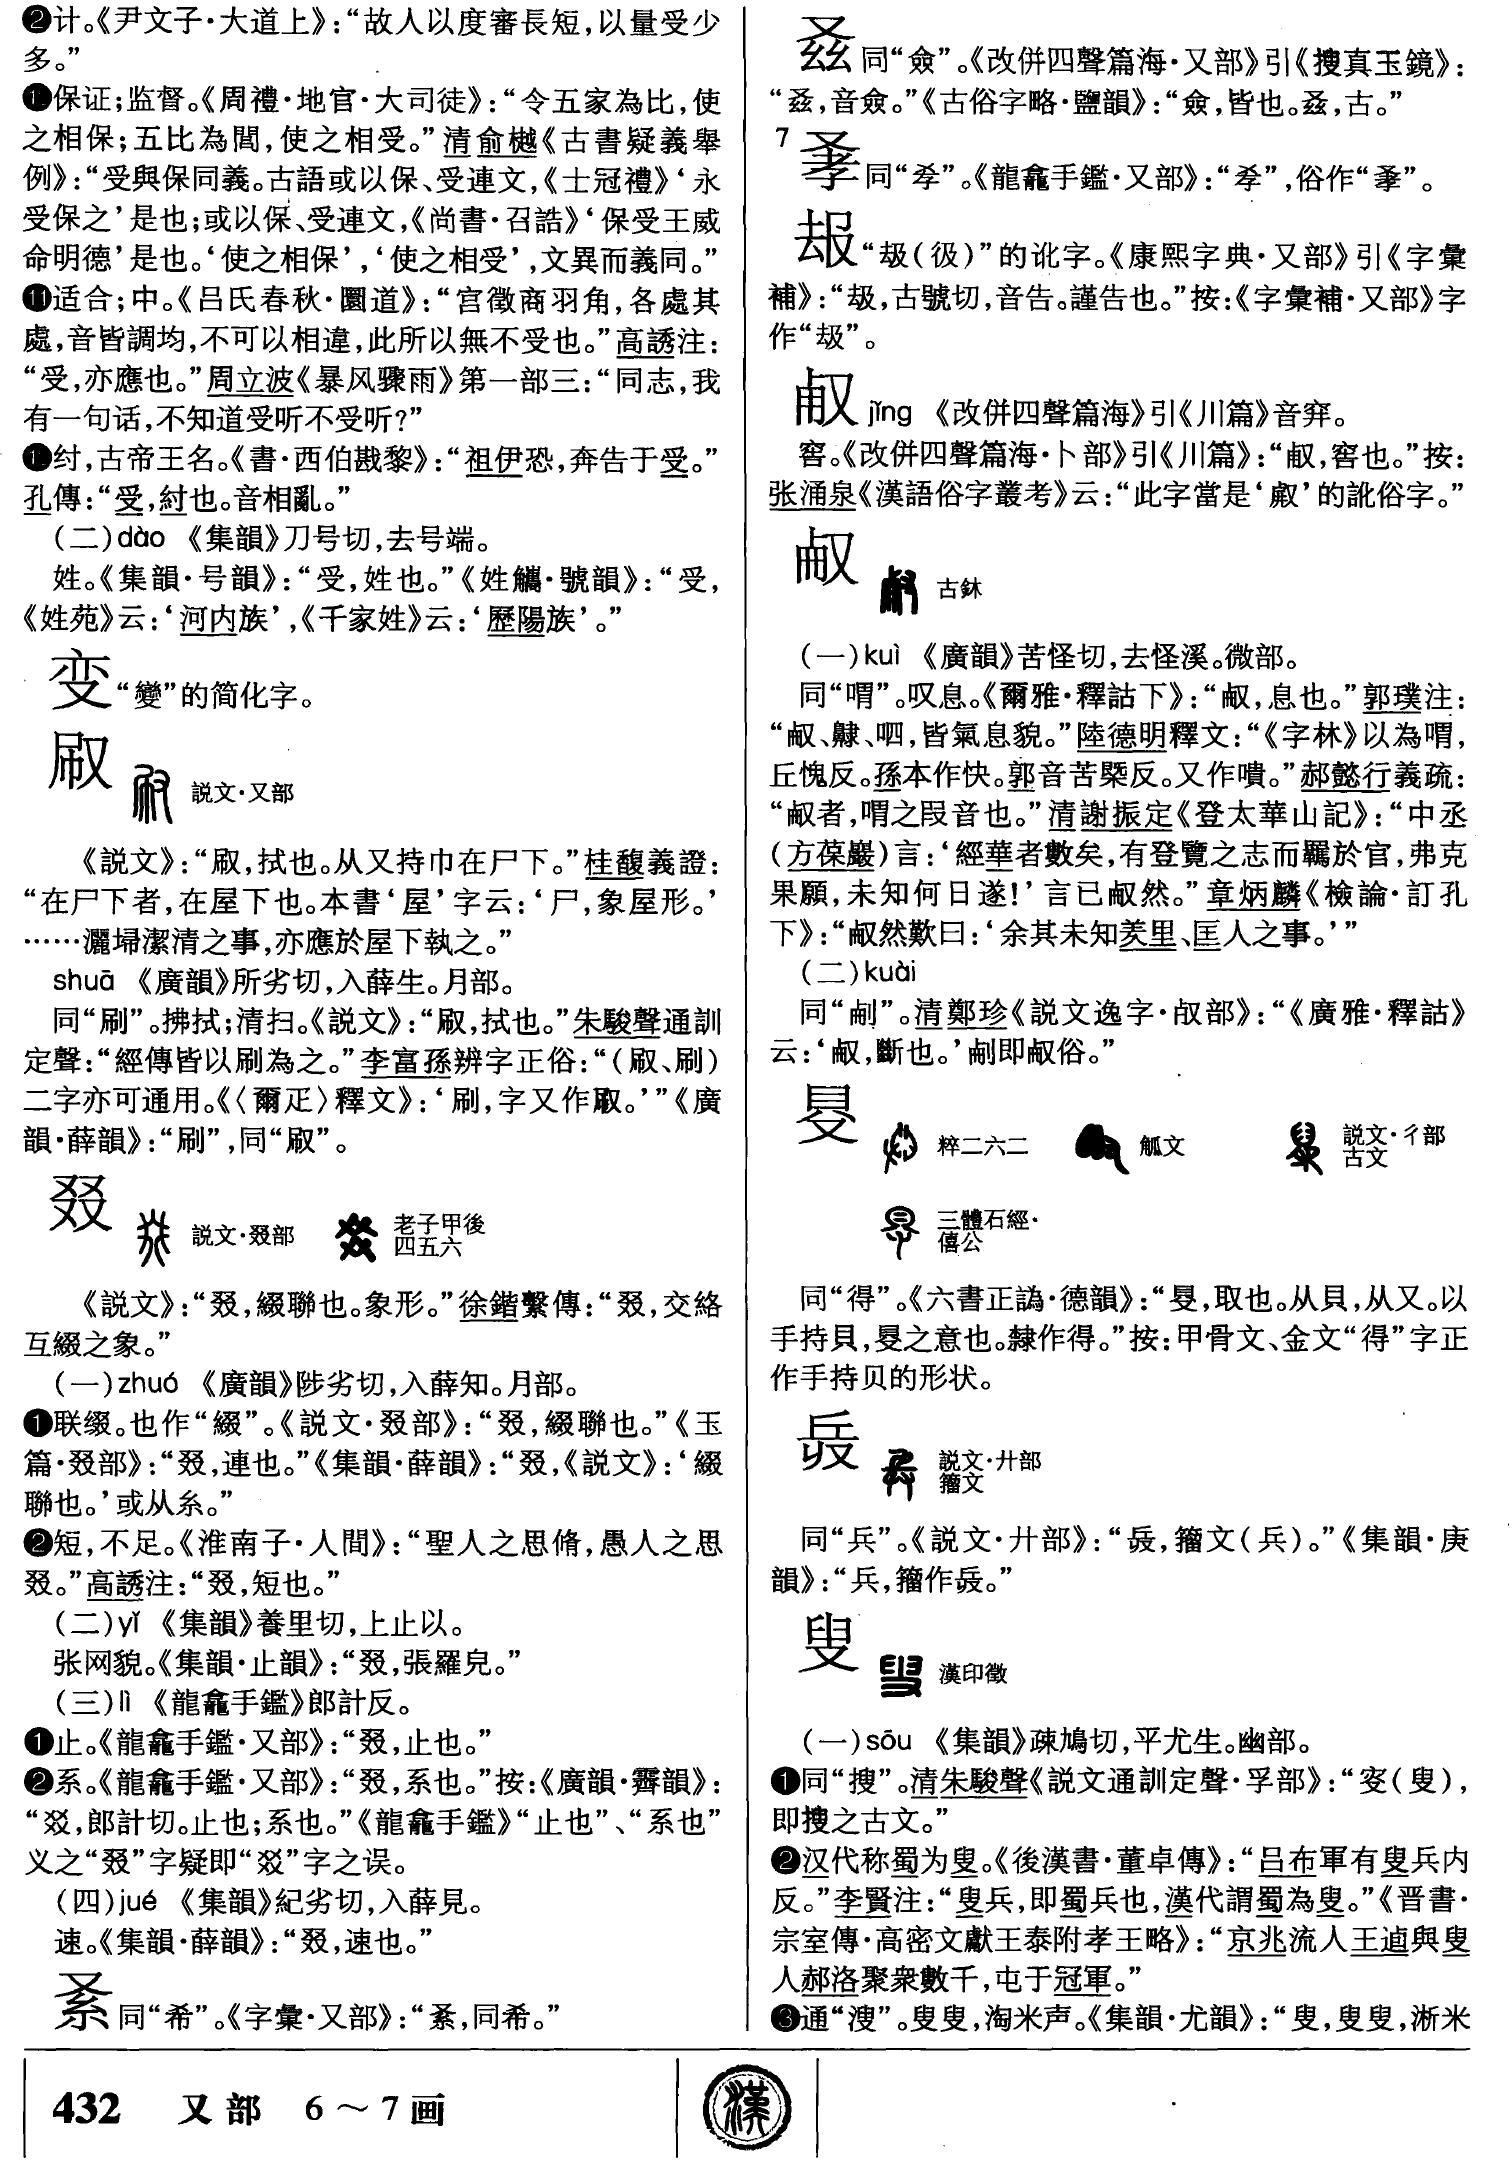 ❷计。《尹文子·大道上》：“故人以度審長短，以量受少
多。”
❿保证；监督。《周禮·地官·大司徒》：“令五家為比，使
之相保；五比為閭，使之相受。”清俞樾《古書疑義舉
例》：“受與保同義。古語或以保、受連文，《士冠禮》‘永
受保之’是也；或以保、受連文，《尚書·召誥》‘保受王威
命明德’是也。‘使之相保’，‘使之相受’，文異而義同。”
⓫适合；中。《吕氏春秋·圜道》：“宫徵商羽角，各處其
處，音皆調均，不可以相違，此所以無不受也。”高誘注：
“受，亦應也。”周立波《暴风骤雨》第一部三：“同志，我
有一句话，不知道受听不受听？”
⓬纣，古帝王名。《書·西伯戡黎》：“祖伊恐，奔告于受。”
孔傳：“受，紂也。音相亂。”
（二）dào 《集韻》刀号切，去号端。
姓。《集韻·号韻》：“受，姓也。”《姓觿·號韻》：“受，
《姓苑》云：‘河内族’，《千家姓》云：‘歷陽族’。”
变 “變”的简化字。
㕞 説文·又部
《説文》：“㕞，拭也。从又持巾在尸下。”桂馥義證：
“在尸下者，在屋下也。本書‘屋’字云：‘尸，象屋形。’
……灑埽潔清之事，亦應於屋下執之。”
shuā 《廣韻》所劣切，入薛生。月部。
同“刷”。拂拭；清扫。《説文》：“㕞，拭也。”朱駿聲通訓
定聲：“經傳皆以刷為之。”李富孫辨字正俗：“（㕞、刷）
二字亦可通用。《〈爾疋〉釋文》：‘刷，字又作㕞。’”《廣
韻·薛韻》：“刷”，同“㕞”。
叕 説文·叕部 老子甲後
四五六
《説文》：“叕，綴聯也。象形。”徐鍇繫傳：“叕，交絡
互綴之象。”
（一）zhuó 《廣韻》陟劣切，入薛知。月部。
❶联缀。也作“綴”。《説文·叕部》：“叕，綴聯也。”《玉
篇·叕部》：“叕，連也。”《集韻·薛韻》：“叕，《説文》：‘綴
聯也。’或从糸。”
❷短，不足。《淮南子·人間》：“聖人之思脩，愚人之思
叕。”高誘注：“叕，短也。”
（二）yǐ 《集韻》養里切，上止以。
张网貌。《集韻·止韻》：“叕，張羅皃。”
（三）lì 《龍龕手鑑》郎計反。
❶止。《龍龕手鑑·又部》：“叕，止也。”
❷系。《龍龕手鑑·又部》：“叕，系也。”按：《廣韻·霽韻》：
“㸚，郎計切。止也；系也。”《龍龕手鑑》“止也”、“系也”
义之“叕”字疑即“㸚”字之误。
（四）jué 《集韻》紀劣切，入薛見。
速。《集韻·薛韻》：“叕，速也。”
同“希”。《字彙·又部》：“，同希。”
同“僉”。《改併四聲篇海·又部》引《搜真玉鏡》：
“，音僉。”《古俗字略·鹽韻》：“僉，皆也。，古。”
7
同“孝”。《龍龕手鑑·又部》：“孝”，俗作“”。
“（彶）”的讹字。《康熙字典·又部》引《字彙
補》：“，古號切，音告。謹告也。”按：《字彙補·又部》字
作“”。
jǐng 《改併四聲篇海》引《川篇》音穽。
窖。《改併四聲篇海·卜部》引《川篇》：“，窖也。”按：
张涌泉《漢語俗字叢考》云：“此字當是‘㕡’的訛俗字。”
㕟 古鉥
（一）kuì 《廣韻》苦怪切，去怪溪。微部。
同“喟”。叹息。《爾雅·釋詁下》：“㕟，息也。”郭璞注：
“㕟、齂、呬，皆氣息貌。”陸德明釋文：“《字林》以為喟，
丘愧反。孫本作快。郭音苦槩反。又作嘳。”郝懿行義疏：
“㕟者，喟之叚音也。”清謝振定《登太華山記》：“中丞
（方葆巖）言：‘經華者數矣，有登覽之志而羈於官，弗克
果願，未知何日遂！’言已㕟然。”章炳麟《檢論·訂孔
下》：“㕟然歎曰：‘余其未知羑里、匡人之事。’”
（二）kuài
同“㓤”。清鄭珍《説文逸字·㕟部》：“《廣雅·釋詁》
云：‘㕟，斷也。’㓤即㕟俗。”
㝵 粹二六二 觚文 説文·彳部
古文
三體石經·
僖公
同“得”。《六書正譌·德韻》：“㝵，取也。从貝，从又。以
手持貝，㝵之意也。隸作得。”按：甲骨文、金文“得”字正
作手持贝的形状。
説文·廾部
籀文
同“兵”。《説文·廾部》：“，籀文（兵）。”《集韻·庚
韻》：“兵，籀作。”
叟 漢印徵
（一）sōu 《集韻》疎鳩切，平尤生。幽部。
❶同“搜”。清朱駿聲《説文通訓定聲·孚部》：“叜（叟），
即搜之古文。”
❷汉代称蜀为叟。《後漢書·董卓傳》：“吕布軍有叟兵内
反。”李賢注：“叟兵，即蜀兵也，漢代謂蜀為叟。”《晋書·
宗室傳·高密文獻王泰附孝王略》：“京兆流人王逌與叟
人郝洛聚衆數千，屯于冠軍。”
❸通“溲”。叟叟，淘米声。《集韻·尤韻》：“叟，叟叟，淅米
432 又部 6～7画
漢